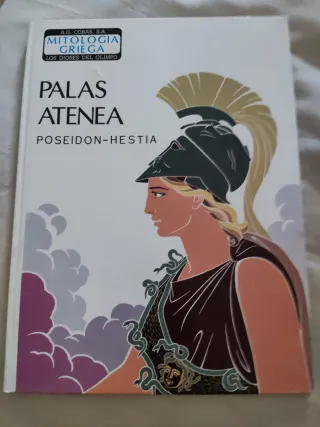 A.G. COBAS, S.A.
MITOLOGIA
GRIEGA
LOS DIOSES DEL OLIMPO
PALAS
ATENEA
POSEIDON-HESTIA